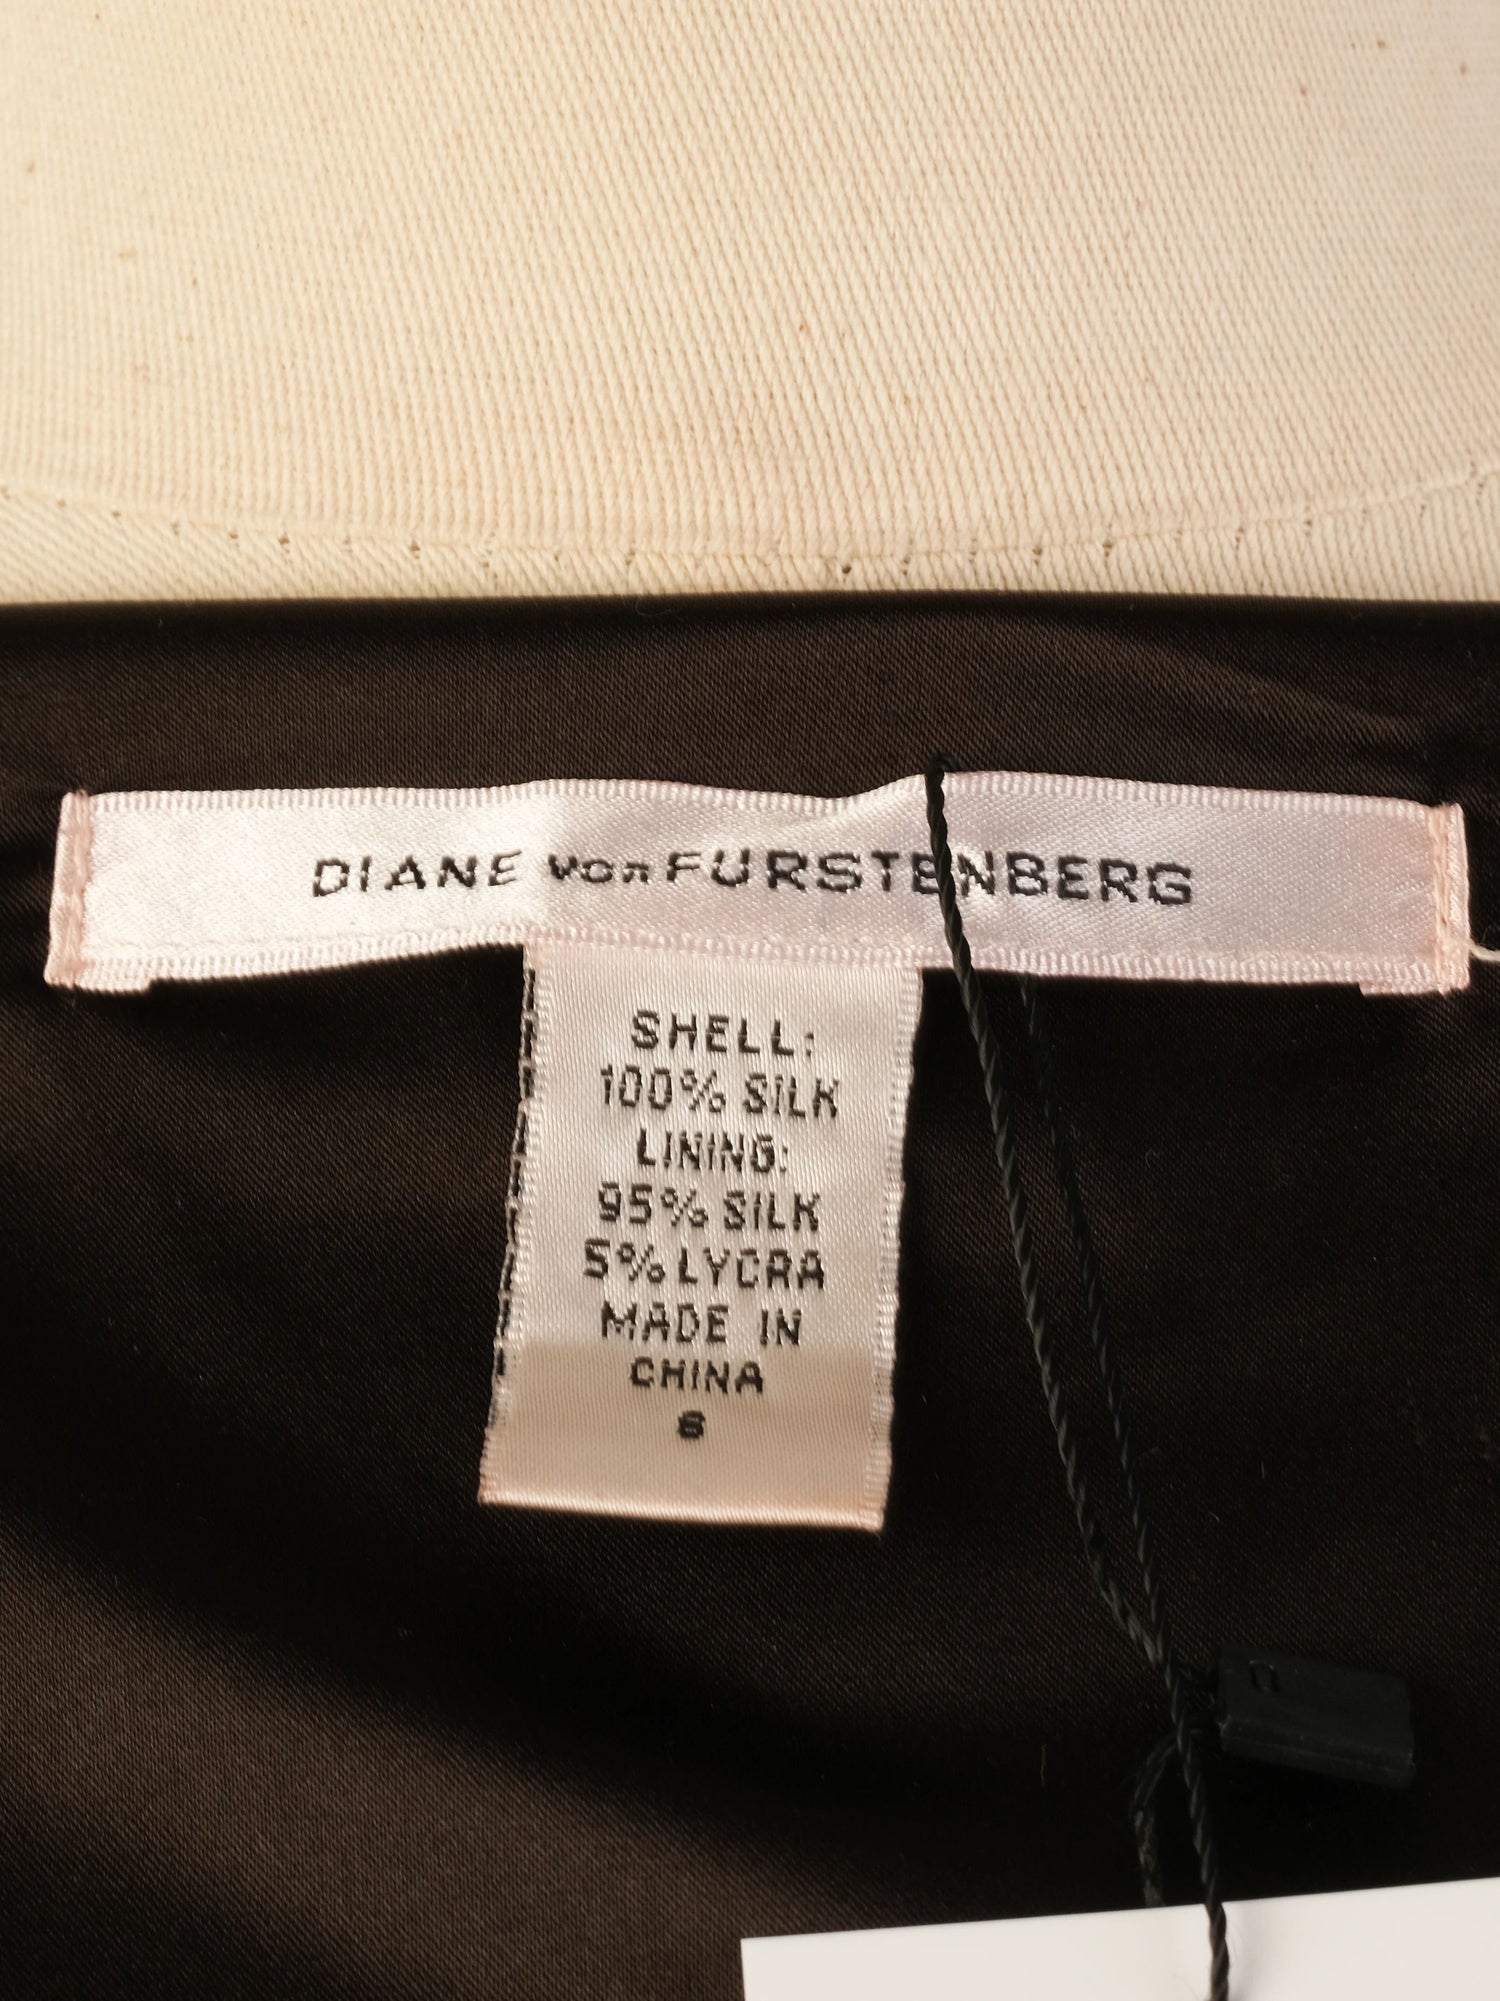 DIANE von FURSTENBERG
SHELL:
100% SILK
LINING:
95% SILK
5% LYCRA
MADE IN
CHINA
6